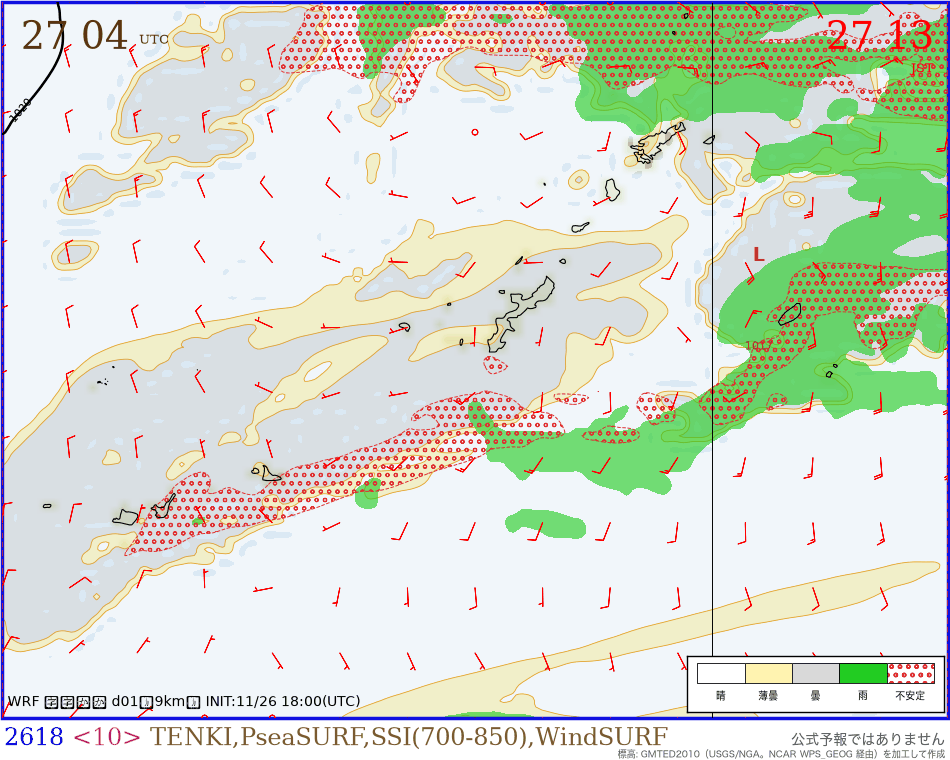 27 04 UTC
27 13
JST
1020
L
1017
WRF d01 9km INIT:11/26 18:00(UTC)
晴 薄曇 曇 雨 不安定
2618 <10> TENKI,PseaSURF,SSI(700-850),WindSURF
公式予報ではありません
標高: GMTED2010（USGS/NGA。NCAR WPS_GEOG 経由）を加工して作成